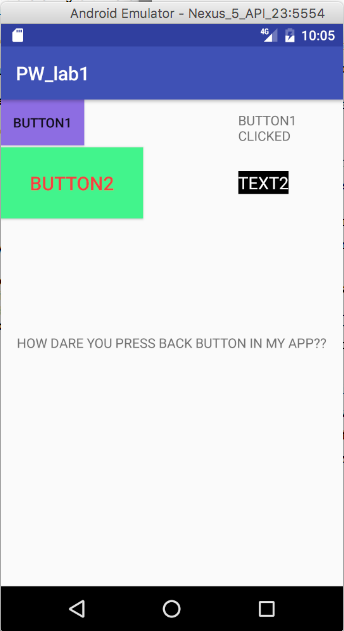 Android Emulator - Nexus_5_API_23:5554
4G 10:05
PW_lab1
BUTTON1
BUTTON1
CLICKED
BUTTON2
TEXT2
HOW DARE YOU PRESS BACK BUTTON IN MY APP??